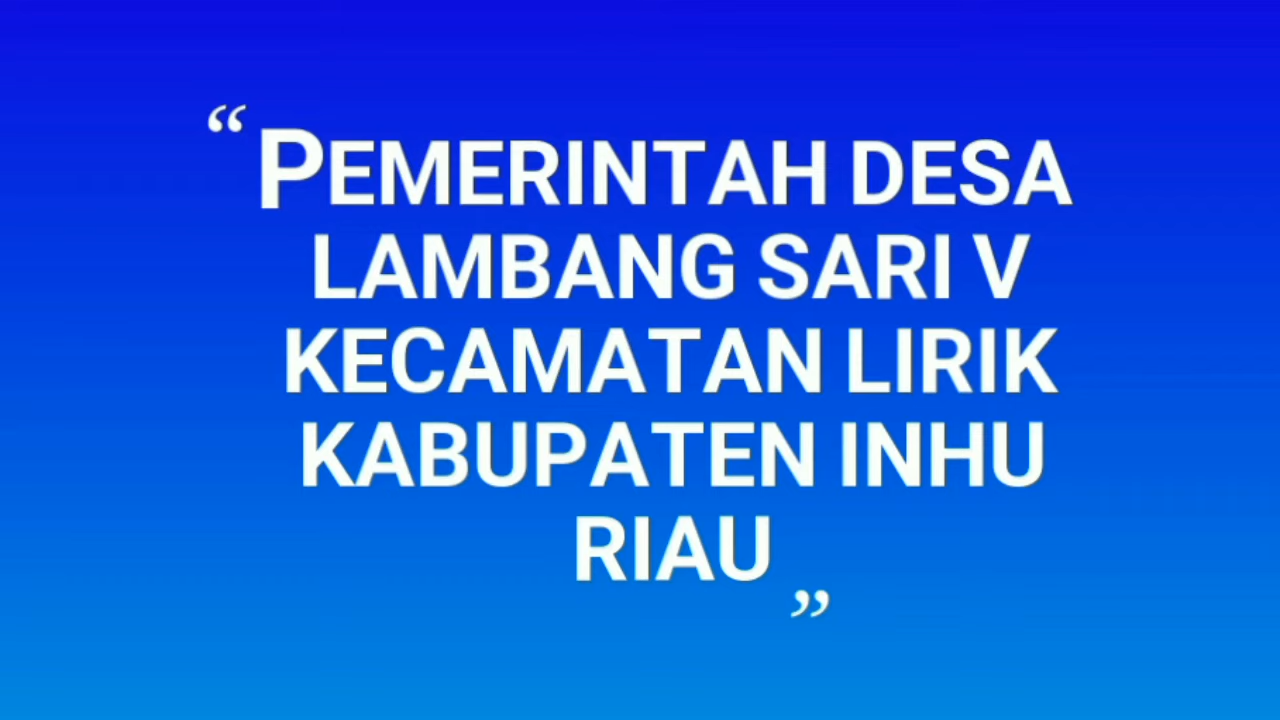 “PEMERINTAH DESA
LAMBANG SARI V
KECAMATAN LIRIK
KABUPATEN INHU
RIAU”